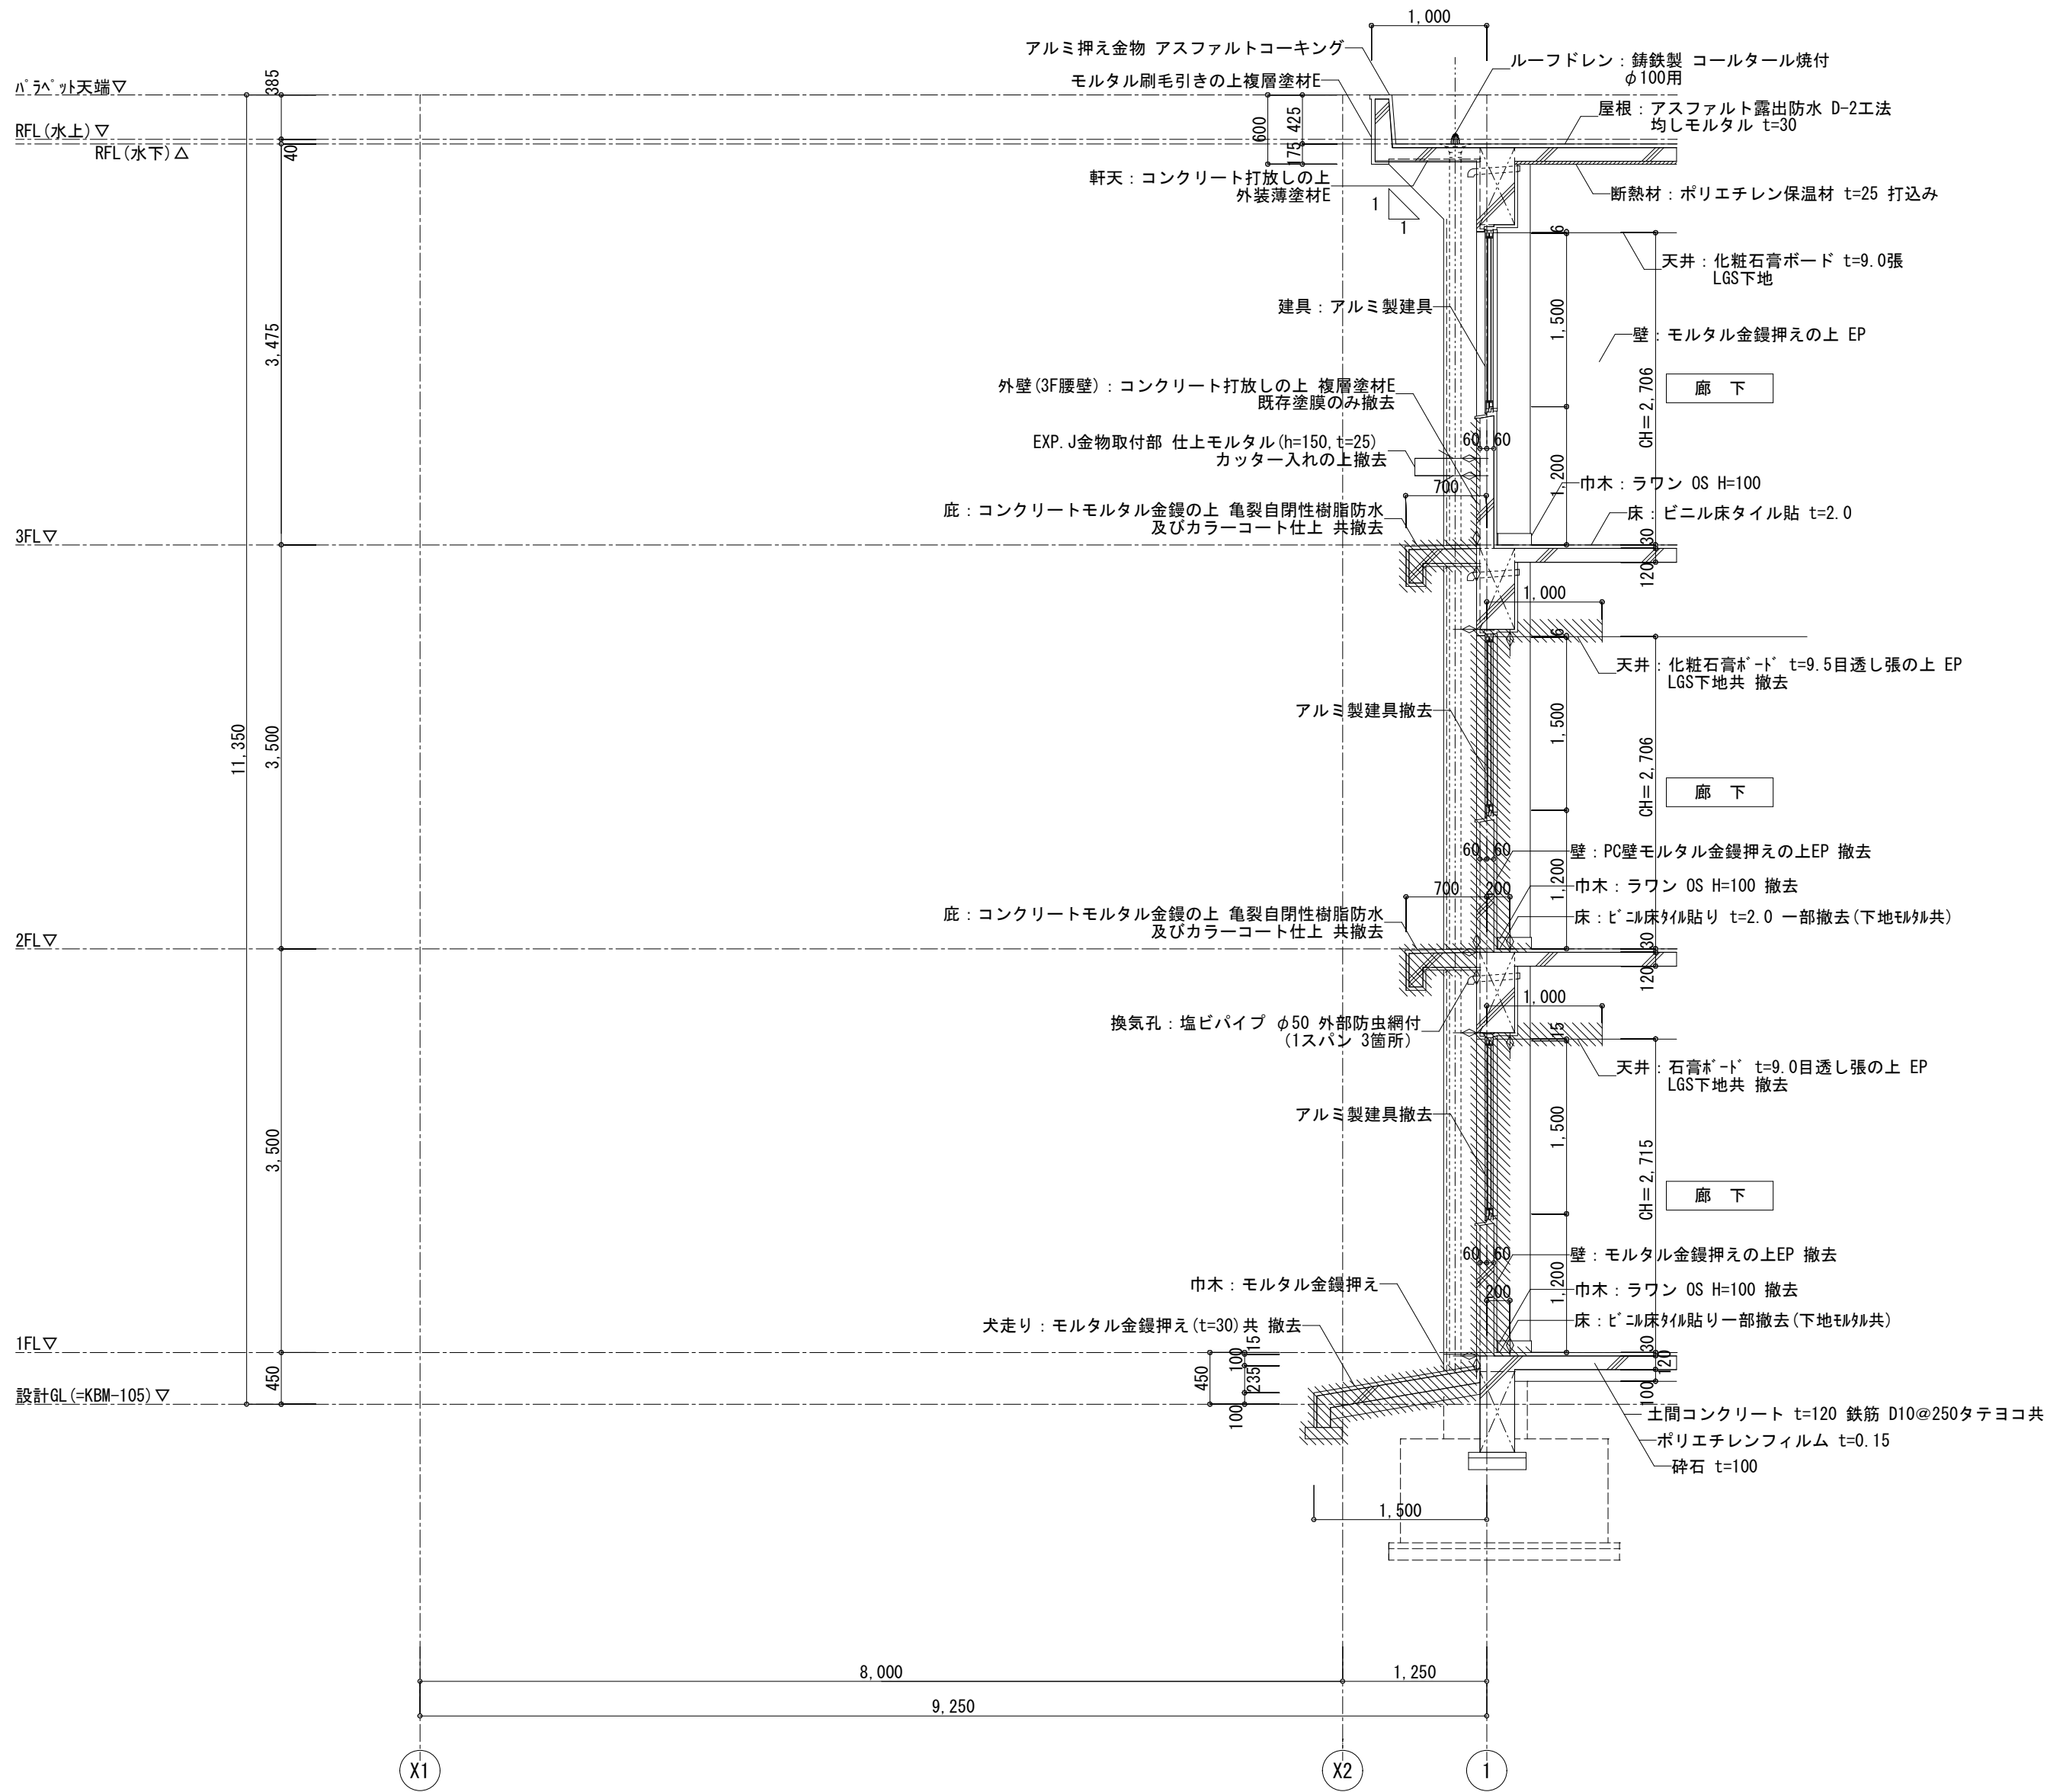 1,000
アルミ押え金物 アスファルトコーキング
モルタル刷毛引きの上複層塗材E
ルーフドレン：鋳鉄製 コールタール焼付
φ100用
屋根：アスファルト露出防水 D-2工法
均しモルタル t=30
ﾊﾟﾗﾍﾟｯﾄ天端▽
385
RFL(水上)▽
RFL(水下)△
40
600
425
175
軒天：コンクリート打放しの上
外装薄塗材E
1
1
断熱材：ポリエチレン保温材 t=25 打込み
6
天井：化粧石膏ボード t=9.0張
LGS下地
建具：アルミ製建具
1,500
3,475
壁：モルタル金鏝押えの上 EP
廊 下
CH=2,706
外壁(3F腰壁)：コンクリート打放しの上 複層塗材E
既存塗膜のみ撤去
60
60
EXP.J金物取付部 仕上モルタル(h=150,t=25)
カッター入れの上撤去
1,200
700
巾木：ラワン OS H=100
庇：コンクリートモルタル金鏝の上 亀裂自閉性樹脂防水
及びカラーコート仕上 共撤去
床：ビニル床タイル貼 t=2.0
3FL▽
30
120
1,000
6
天井：化粧石膏ﾎﾞｰﾄﾞ t=9.5目透し張の上 EP
LGS下地共 撤去
アルミ製建具撤去
1,500
11,350
3,500
CH=2,706
廊 下
60
60
壁：PC壁モルタル金鏝押えの上EP 撤去
1,200
700
200
巾木：ラワン OS H=100 撤去
庇：コンクリートモルタル金鏝の上 亀裂自閉性樹脂防水
及びカラーコート仕上 共撤去
床：ﾋﾞﾆﾙ床ﾀｲﾙ貼り t=2.0 一部撤去(下地ﾓﾙﾀﾙ共)
2FL▽
30
120
1,000
換気孔：塩ビパイプ φ50 外部防虫網付
(1スパン 3箇所)
15
天井：石膏ﾎﾞｰﾄﾞ t=9.0目透し張の上 EP
LGS下地共 撤去
アルミ製建具撤去
1,500
3,500
CH=2,715
廊 下
60
60
壁：モルタル金鏝押えの上EP 撤去
1,200
200
巾木：モルタル金鏝押え
巾木：ラワン OS H=100 撤去
犬走り：モルタル金鏝押え(t=30)共 撤去
床：ﾋﾞﾆﾙ床ﾀｲﾙ貼り一部撤去(下地ﾓﾙﾀﾙ共)
1FL▽
450
450
15
100
235
100
30
120
100
設計GL(=KBM-105)▽
土間コンクリート t=120 鉄筋 D10@250タテヨコ共
ポリエチレンフィルム t=0.15
砕石 t=100
1,500
8,000
1,250
9,250
X1
X2
1